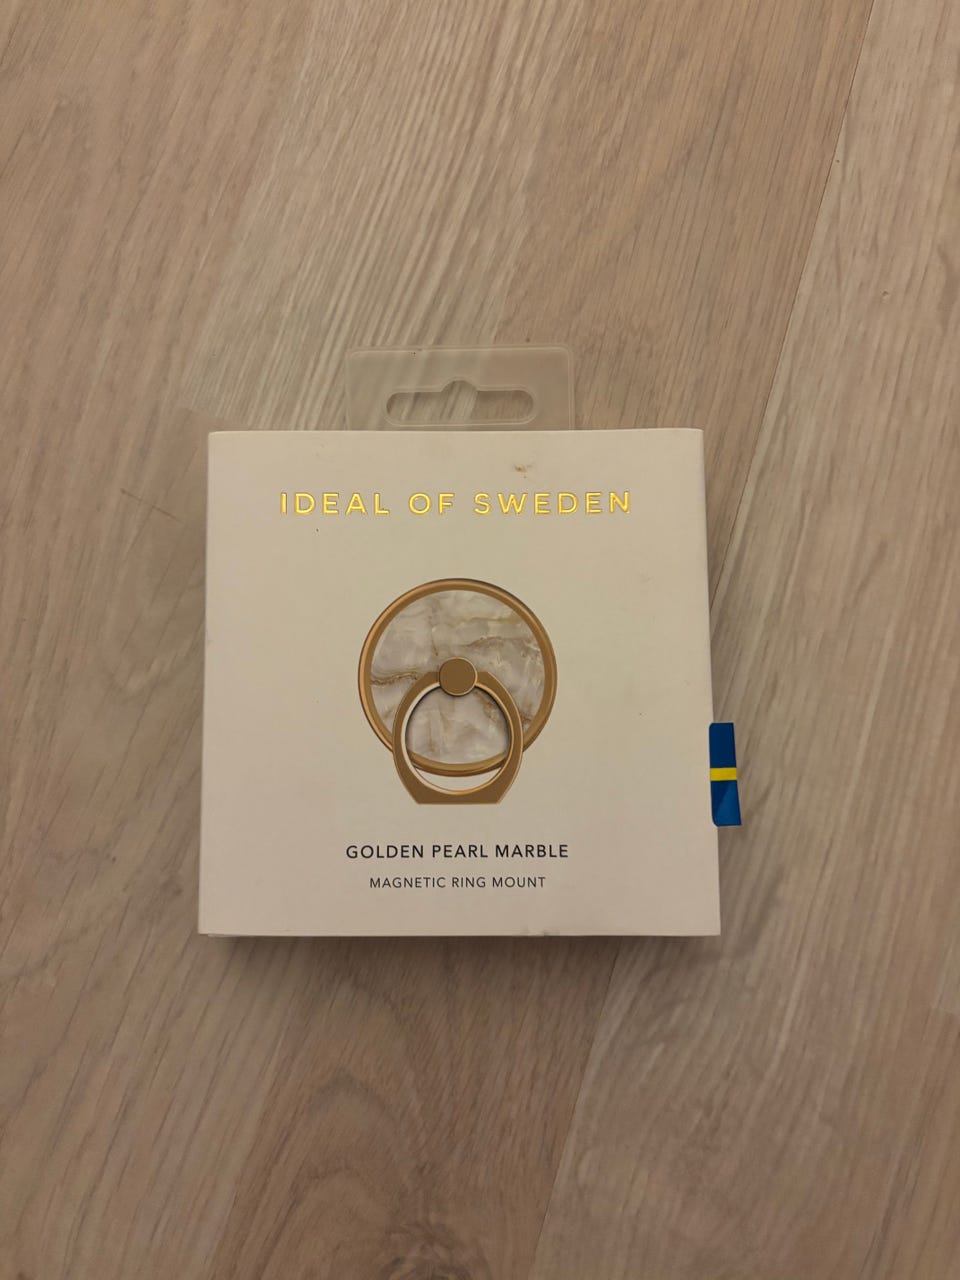 IDEAL OF SWEDEN
GOLDEN PEARL MARBLE
MAGNETIC RING MOUNT